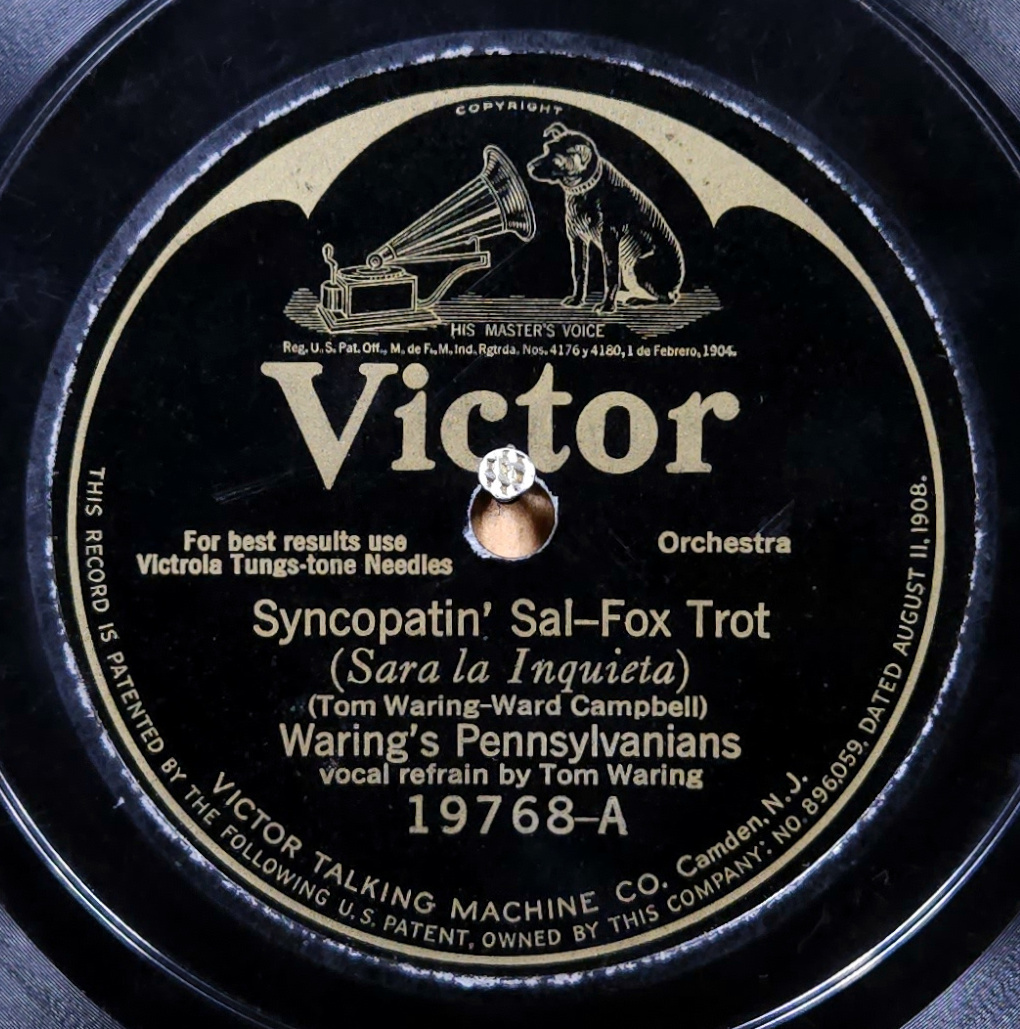 COPYRIGHT
HIS MASTER'S VOICE
Reg. U. S. Pat. Off., M. de F., M. Ind. Rgtrda. Nos. 4176 y 4180, 1 de Febrero, 1904.
Victor
For best results use
Victrola Tungs-tone Needles
Orchestra
Syncopatin' Sal–Fox Trot
(Sara la Inquieta)
(Tom Waring–Ward Campbell)
Waring's Pennsylvanians
vocal refrain by Tom Waring
19768–A
VICTOR TALKING MACHINE CO. Camden, N. J.
THIS RECORD IS PATENTED BY THE FOLLOWING U. S. PATENT, OWNED BY THIS COMPANY: NO. 896,059. DATED AUGUST 11, 1908.